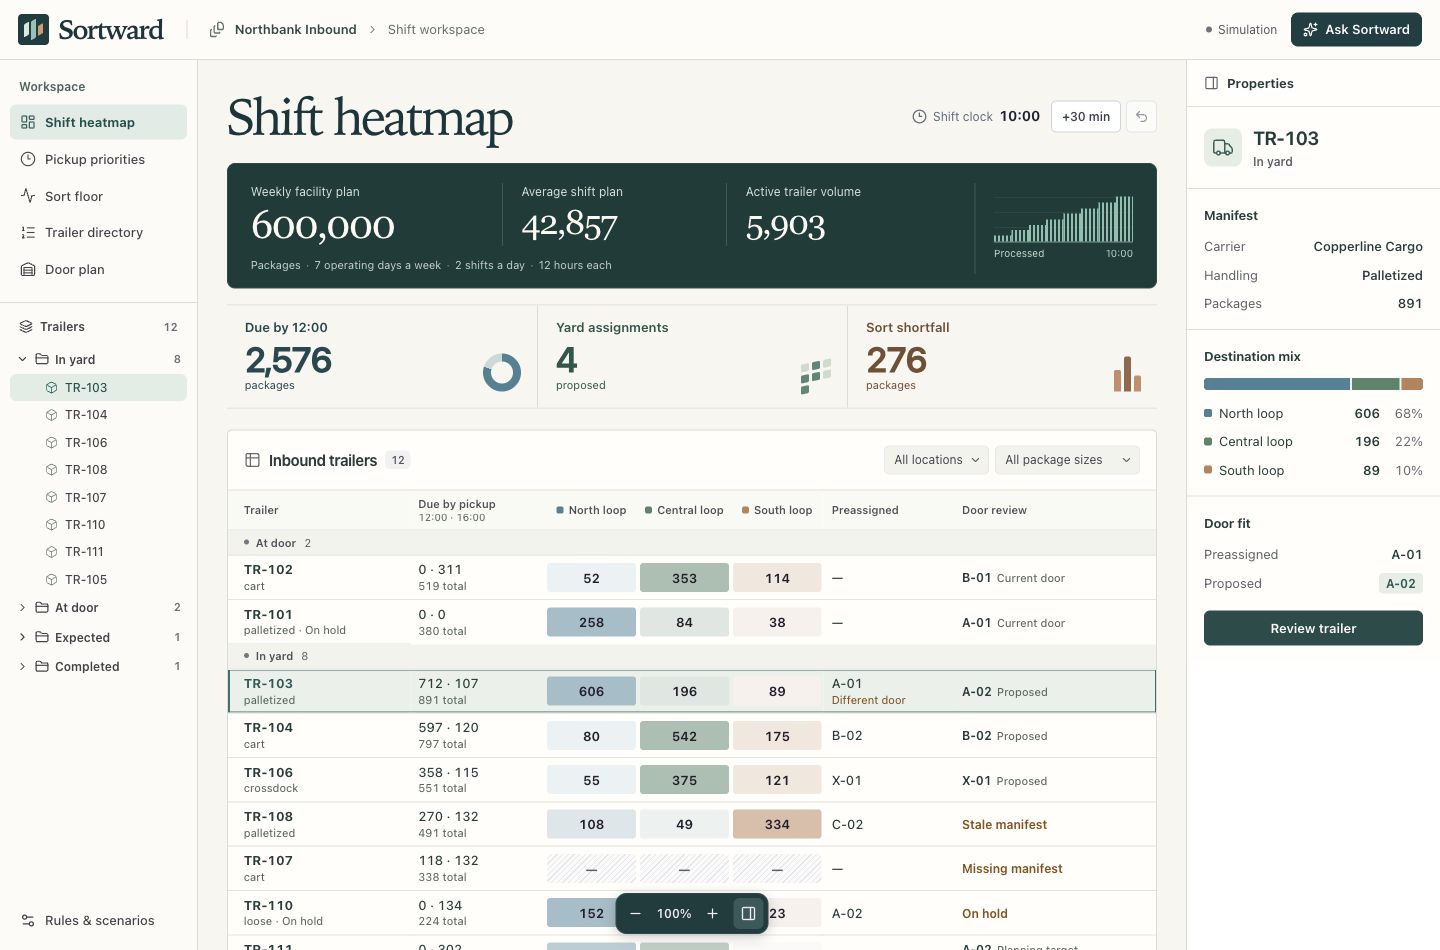 Sortward
Northbank Inbound > Shift workspace
Simulation
Ask Sortward
Workspace
Shift heatmap
Pickup priorities
Sort floor
Trailer directory
Door plan
Trailers 12
In yard 8
TR-103
TR-104
TR-106
TR-108
TR-107
TR-110
TR-111
TR-105
At door 2
Expected 1
Completed 1
Rules & scenarios
Shift heatmap
Shift clock 10:00
+30 min
Weekly facility plan
600,000
Average shift plan
42,857
Active trailer volume
5,903
Packages · 7 operating days a week · 2 shifts a day · 12 hours each
Processed 10:00
Due by 12:00
2,576
packages
Yard assignments
4
proposed
Sort shortfall
276
packages
Inbound trailers 12
All locations
All package sizes
Trailer
Due by pickup
12:00 · 16:00
North loop
Central loop
South loop
Preassigned
Door review
At door 2
TR-102
cart
0 · 311
519 total
52 353 114 — B-01 Current door
TR-101
palletized · On hold
0 · 0
380 total
258 84 38 — A-01 Current door
In yard 8
TR-103
palletized
712 · 107
891 total
606 196 89
A-01
Different door
A-02 Proposed
TR-104
cart
597 · 120
797 total
80 542 175 B-02 B-02 Proposed
TR-106
crossdock
358 · 115
551 total
55 375 121 X-01 X-01 Proposed
TR-108
palletized
270 · 132
491 total
108 49 334 C-02 Stale manifest
TR-107
cart
118 · 132
338 total
— — — — Missing manifest
TR-110
loose · On hold
0 · 134
224 total
152 23 A-02 On hold
− 100% +
TR-111 0 · 302 A-02 Planning target
Properties
TR-103
In yard
Manifest
Carrier Copperline Cargo
Handling Palletized
Packages 891
Destination mix
North loop 606 68%
Central loop 196 22%
South loop 89 10%
Door fit
Preassigned A-01
Proposed A-02
Review trailer